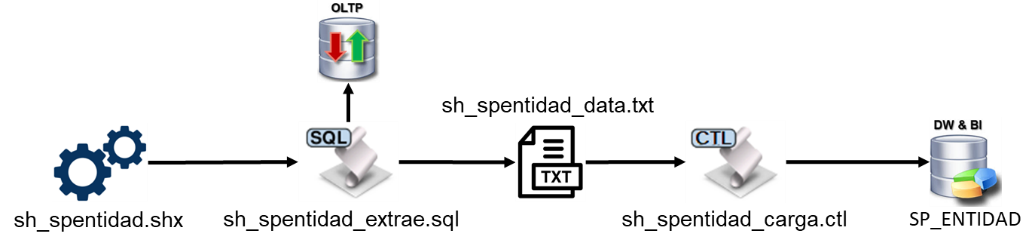 OLTP
sh_spentidad_data.txt
SQL
CTL
DW & BI
TXT
sh_spentidad.shx
sh_spentidad_extrae.sql
sh_spentidad_carga.ctl
SP_ENTIDAD